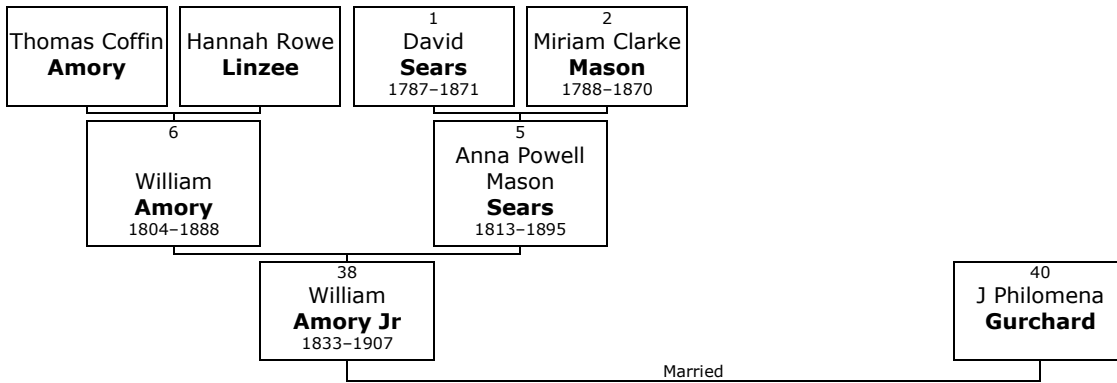 Thomas Coffin
Amory
Hannah Rowe
Linzee
1
David
Sears
1787–1871
2
Miriam Clarke
Mason
1788–1870
6
William
Amory
1804–1888
5
Anna Powell
Mason
Sears
1813–1895
38
William
Amory Jr
1833–1907
40
J Philomena
Gurchard
Married